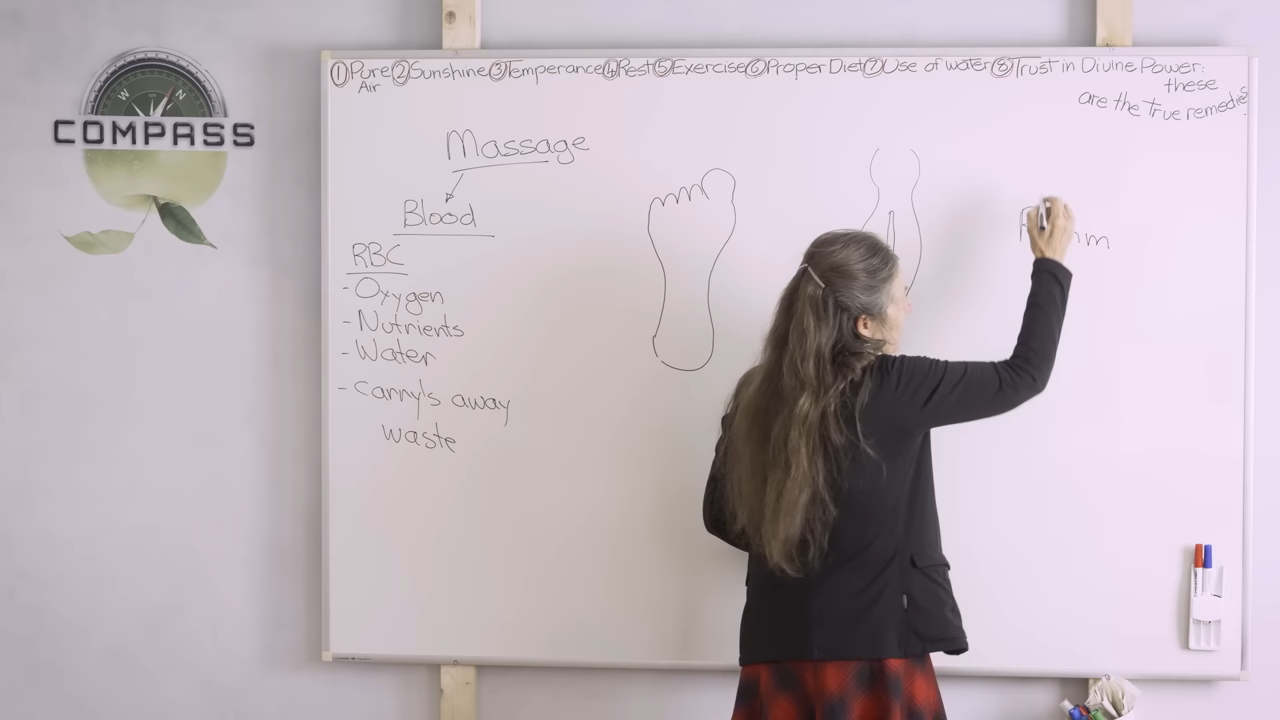 W N
COMPASS
①Pure ②Sunshine ③Temperance ④Rest ⑤Exercise ⑥Proper Diet ⑦Use of water ⑧Trust in Divine Power:
Air
these
are the True remedies.
Massage
Blood
RBC
- Oxygen
- Nutrients
- Water
- carry's away
waste